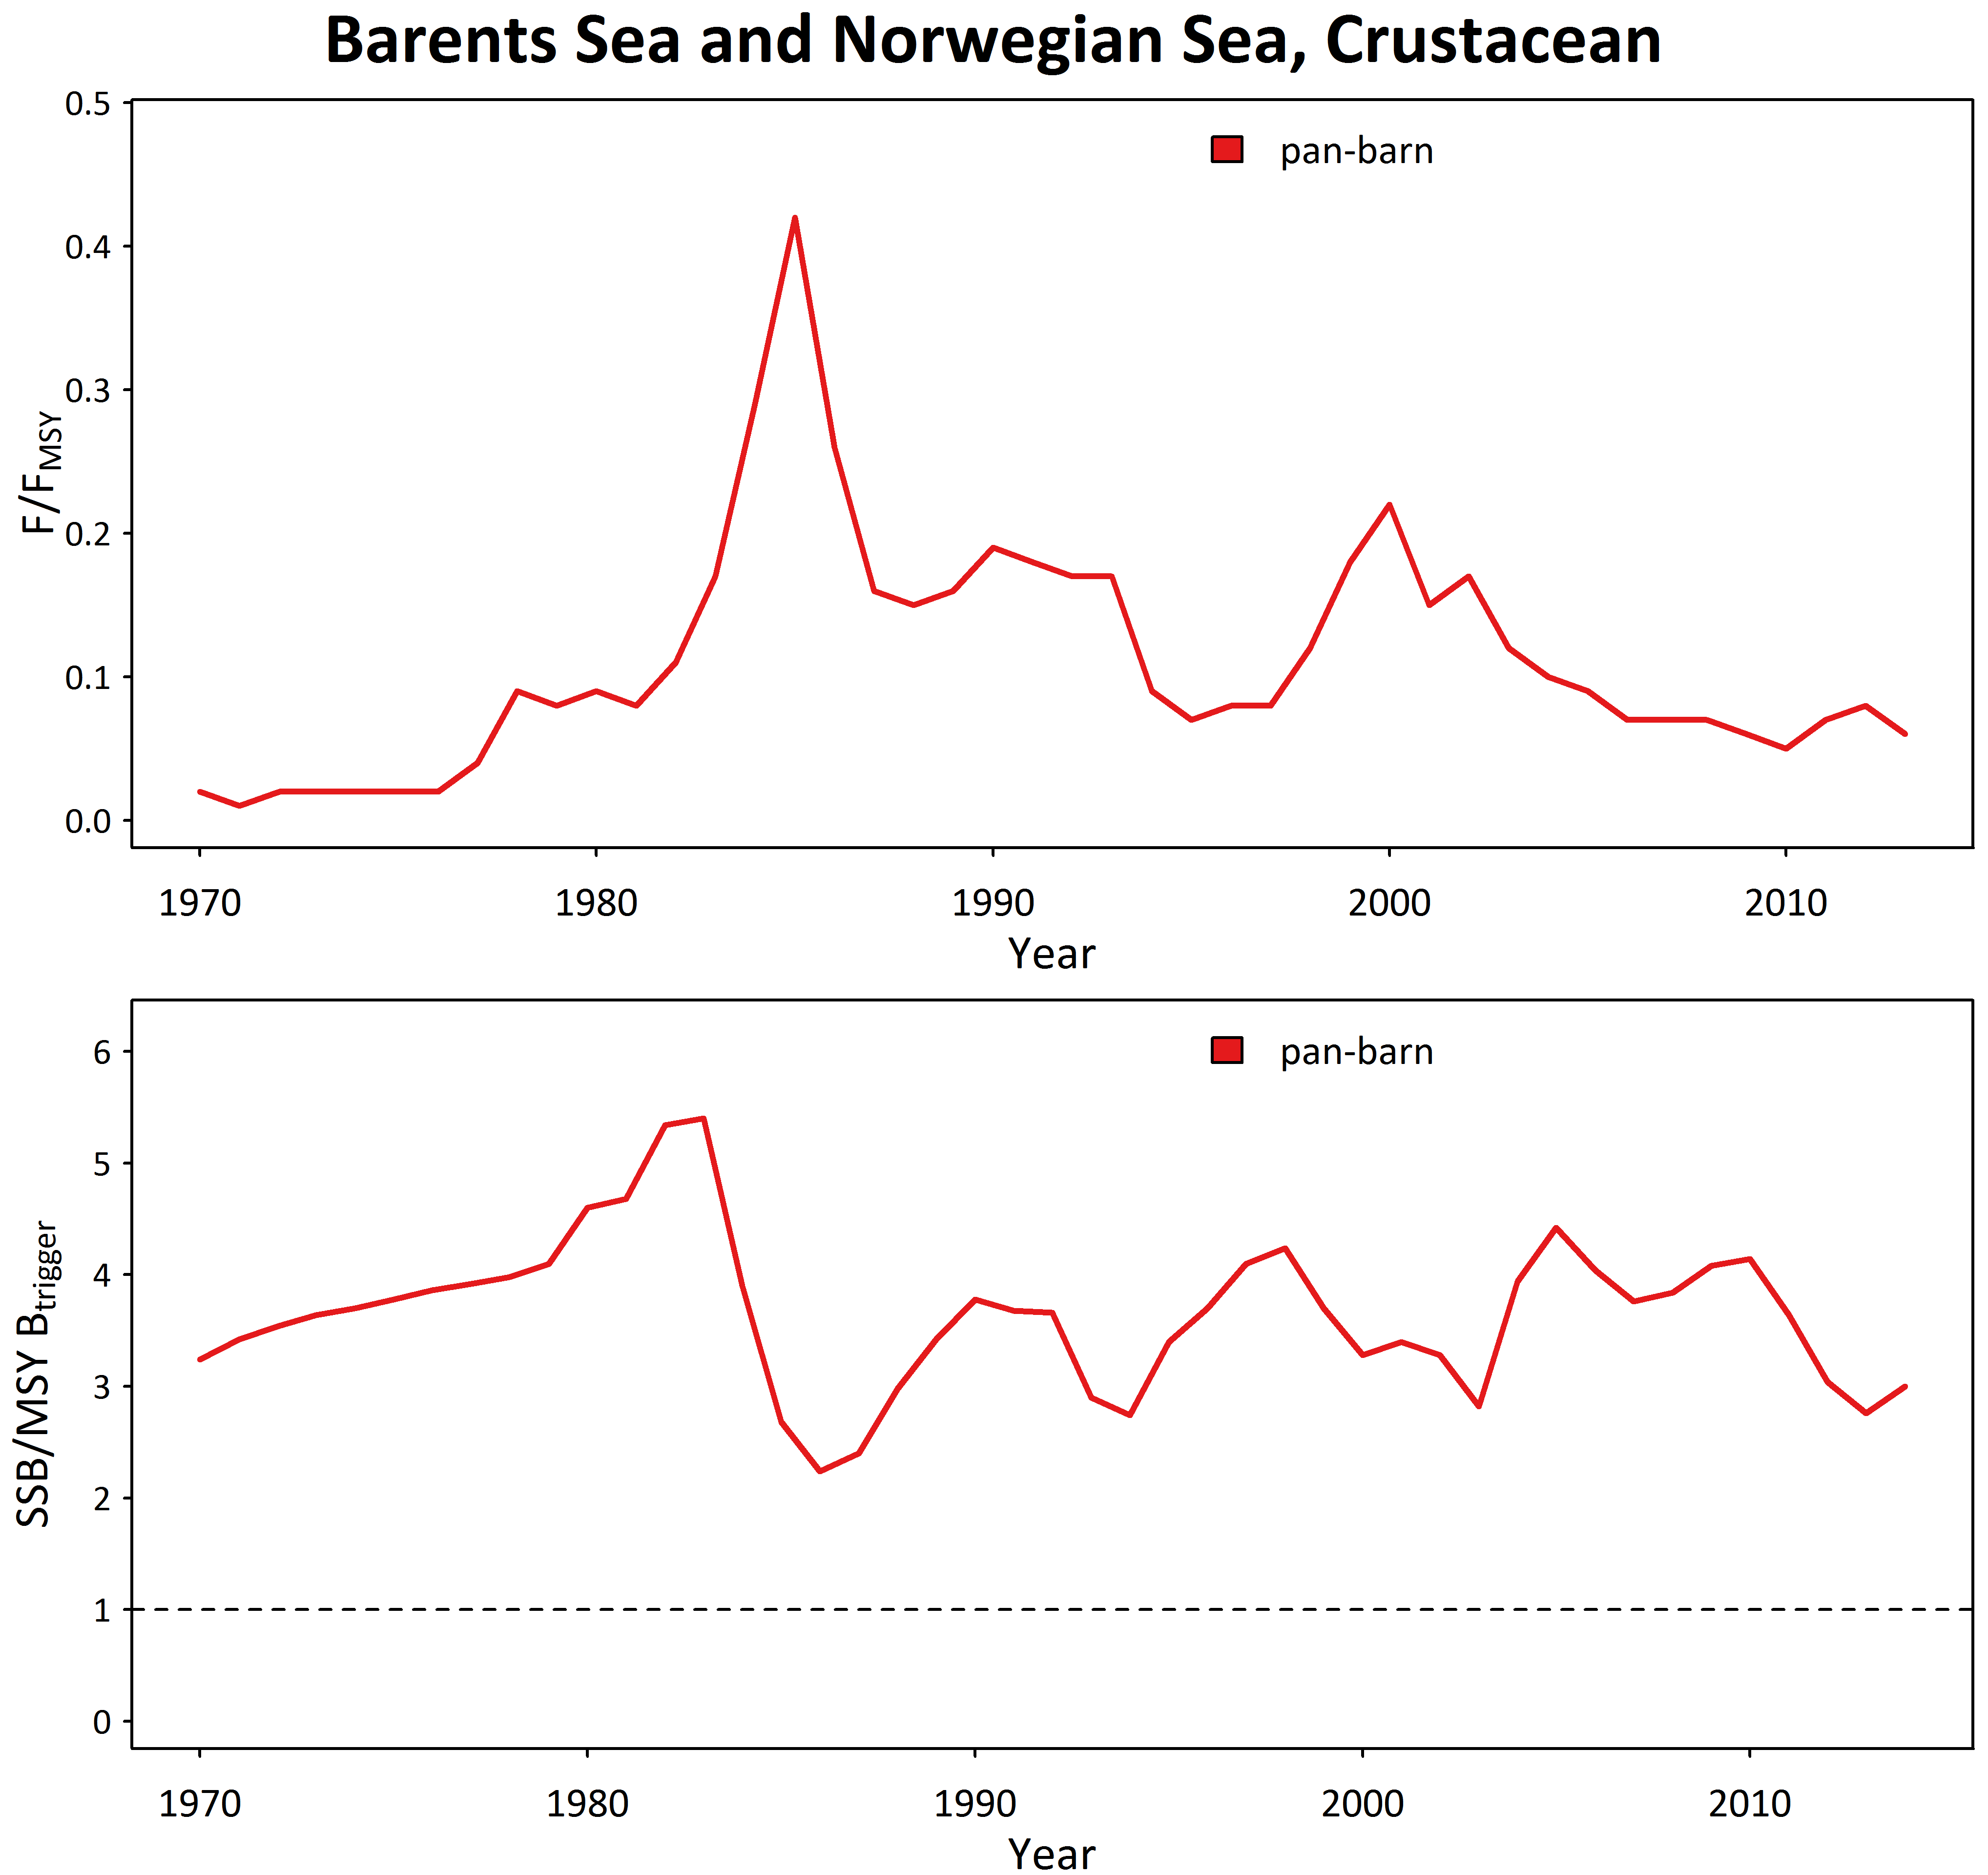 Barents Sea and Norwegian Sea, Crustacean
0.5
0.4
0.3
0.2
0.1
0.0
F/FMSY
pan-barn
1970 1980 1990 2000 2010
Year
6
5
4
3
2
1
0
SSB/MSY Btrigger
pan-barn
1970 1980 1990 2000 2010
Year